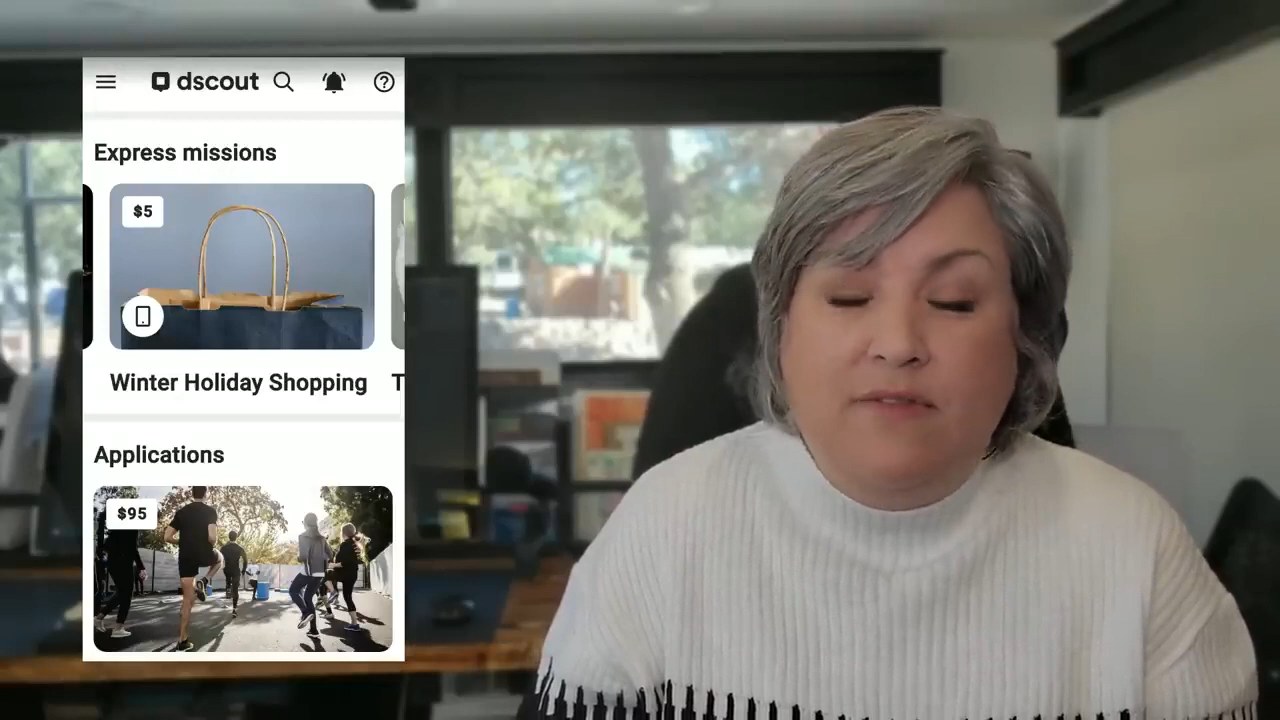 dscout
Express missions
$5
Winter Holiday Shopping
T
Applications
$95